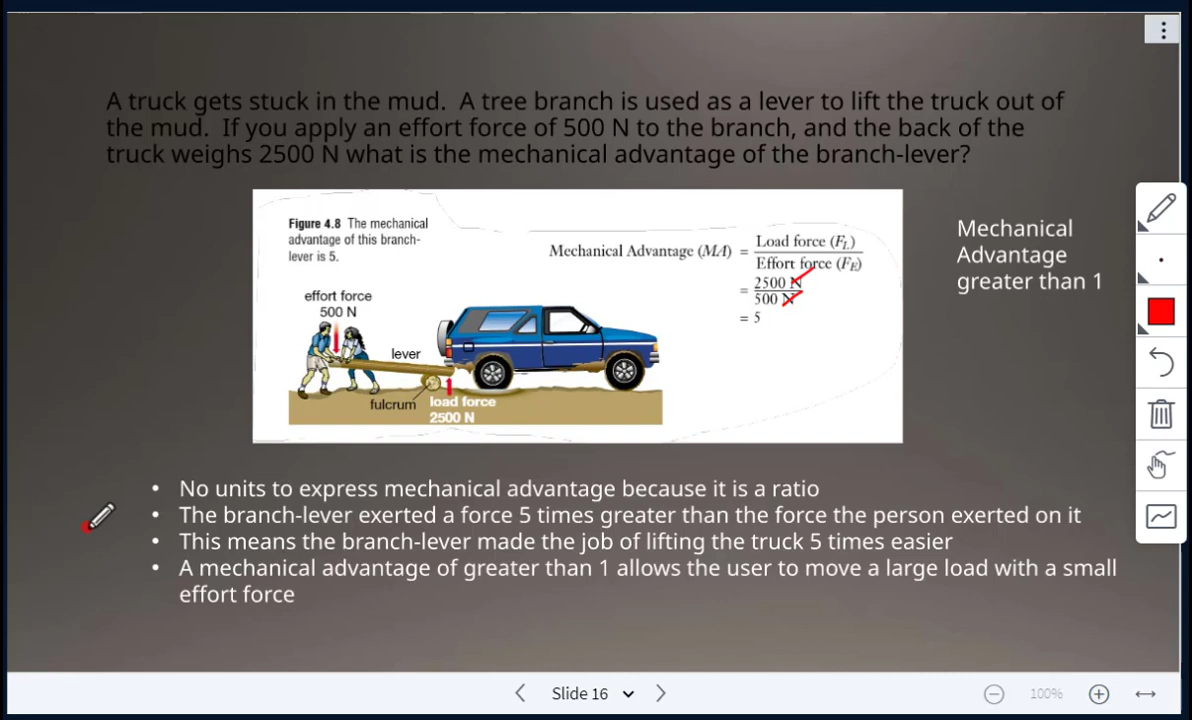 A truck gets stuck in the mud. A tree branch is used as a lever to lift the truck out of
the mud. If you apply an effort force of 500 N to the branch, and the back of the
truck weighs 2500 N what is the mechanical advantage of the branch-lever?
Figure 4.8 The mechanical
advantage of this branch-
lever is 5.
Mechanical Advantage (MA) = Load force (FL)
Effort force (FE)
= 2500 N
500 N
= 5
Mechanical
Advantage
greater than 1
effort force
500 N
lever
fulcrum
load force
2500 N
• No units to express mechanical advantage because it is a ratio
• The branch-lever exerted a force 5 times greater than the force the person exerted on it
• This means the branch-lever made the job of lifting the truck 5 times easier
• A mechanical advantage of greater than 1 allows the user to move a large load with a small
effort force
Slide 16
100%